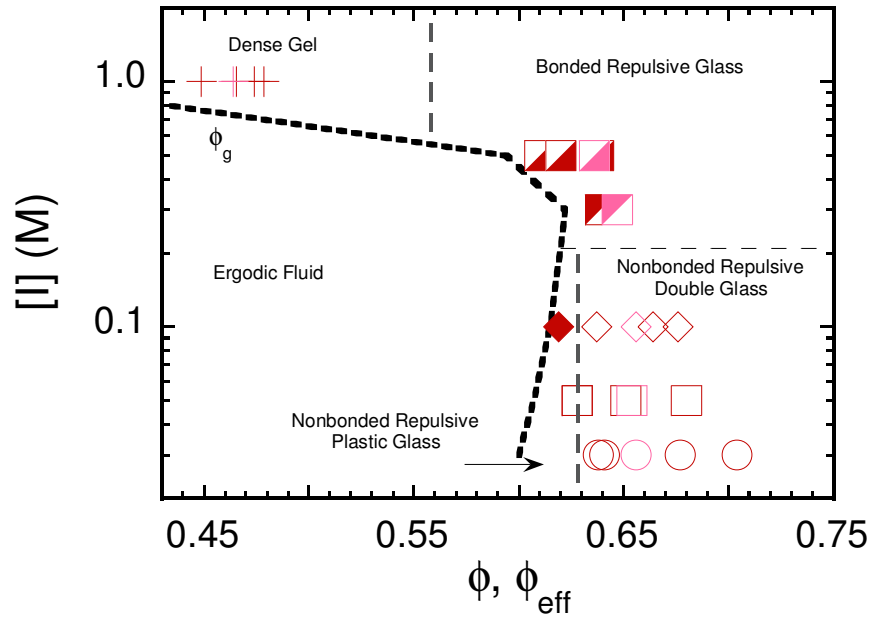 Dense Gel
Bonded Repulsive Glass
1.0
ϕg
[I] (M)
Ergodic Fluid
Nonbonded Repulsive
Double Glass
0.1
Nonbonded Repulsive
Plastic Glass
0.45
0.55
0.65
0.75
ϕ, ϕeff